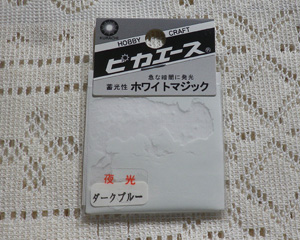 HOBBY CRAFT
ピカエース®
急な暗闇に発光
蓄光性 ホワイトマジック
夜光
ダークブルー